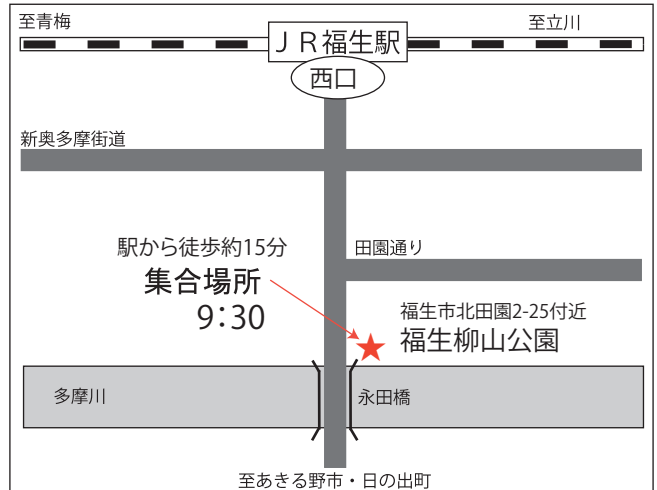 至青梅
至立川
ＪＲ福生駅
西口
新奥多摩街道
駅から徒歩約15分
集合場所
9:30
田園通り
福生市北田園2-25付近
福生柳山公園
多摩川
永田橋
至あきる野市・日の出町